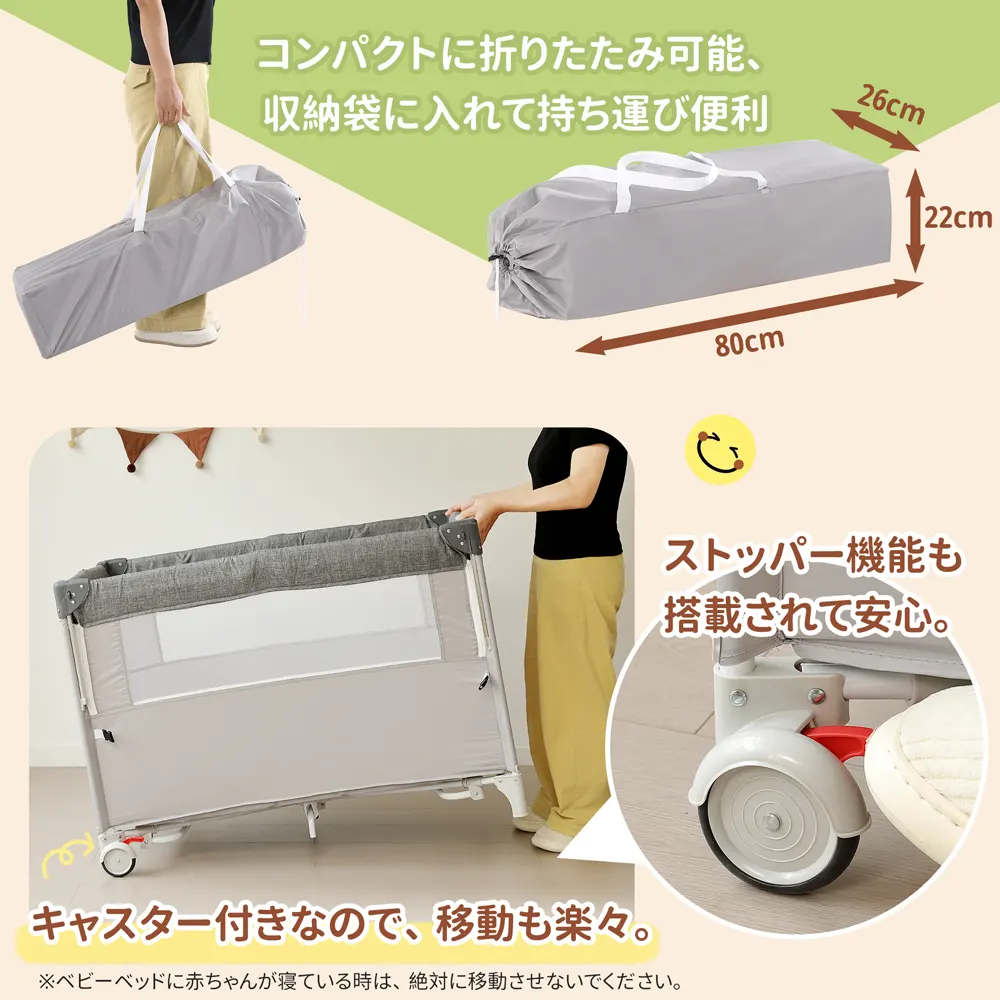 コンパクトに折りたたみ可能、
収納袋に入れて持ち運び便利
26cm
22cm
80cm
ストッパー機能も
搭載されて安心。
キャスター付きなので、移動も楽々。
※ベビーベッドに赤ちゃんが寝ている時は、絶対に移動させないでください。